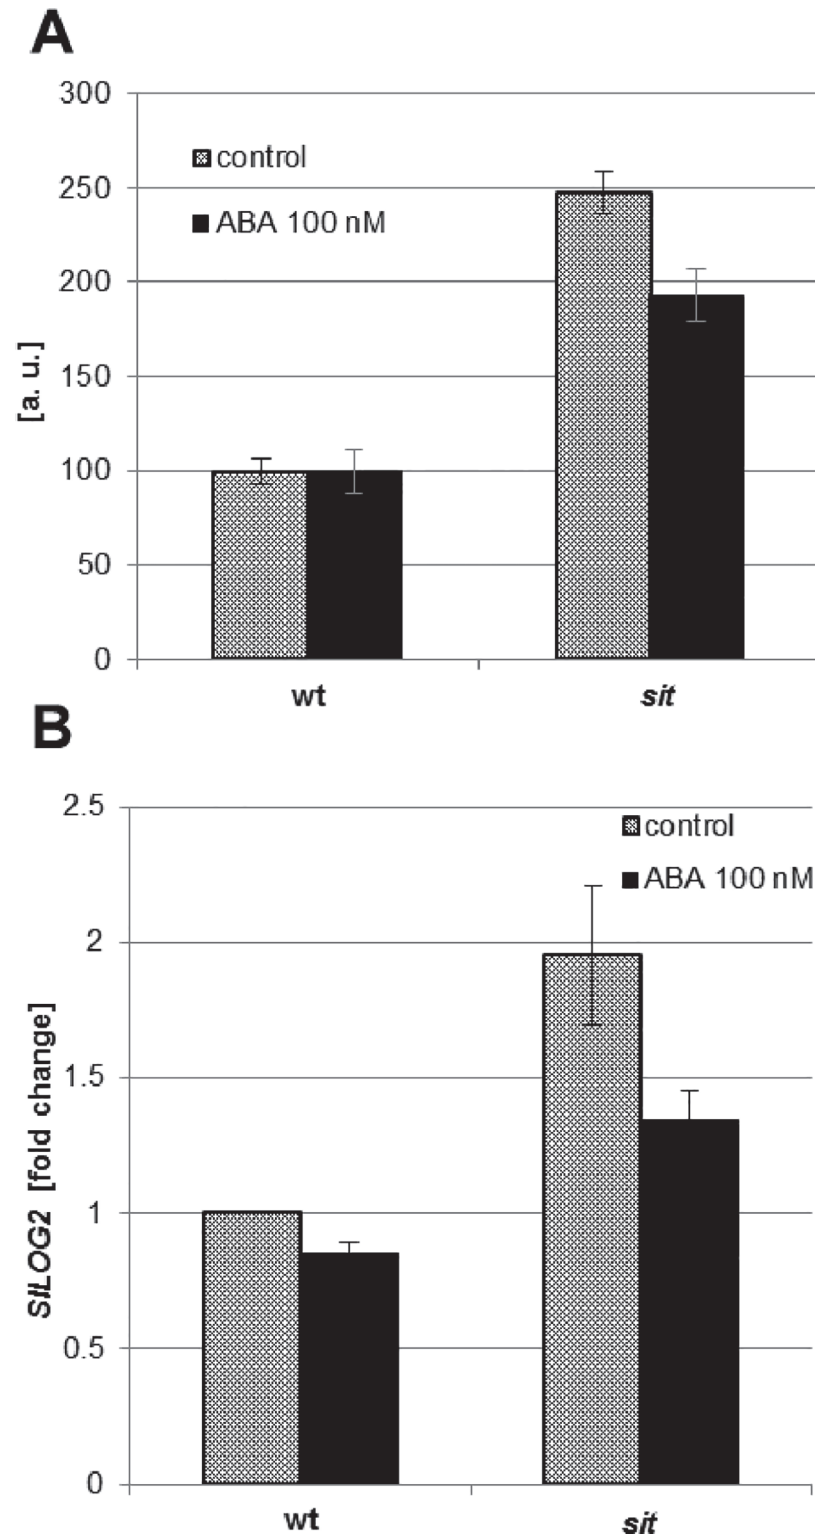 A
300
control
250
ABA 100 nM
200
[a. u.]
150
100
50
0
wt
sit
B
2.5
control
ABA 100 nM
2
SlLOG2 [fold change]
1.5
1
0.5
0
wt
sit